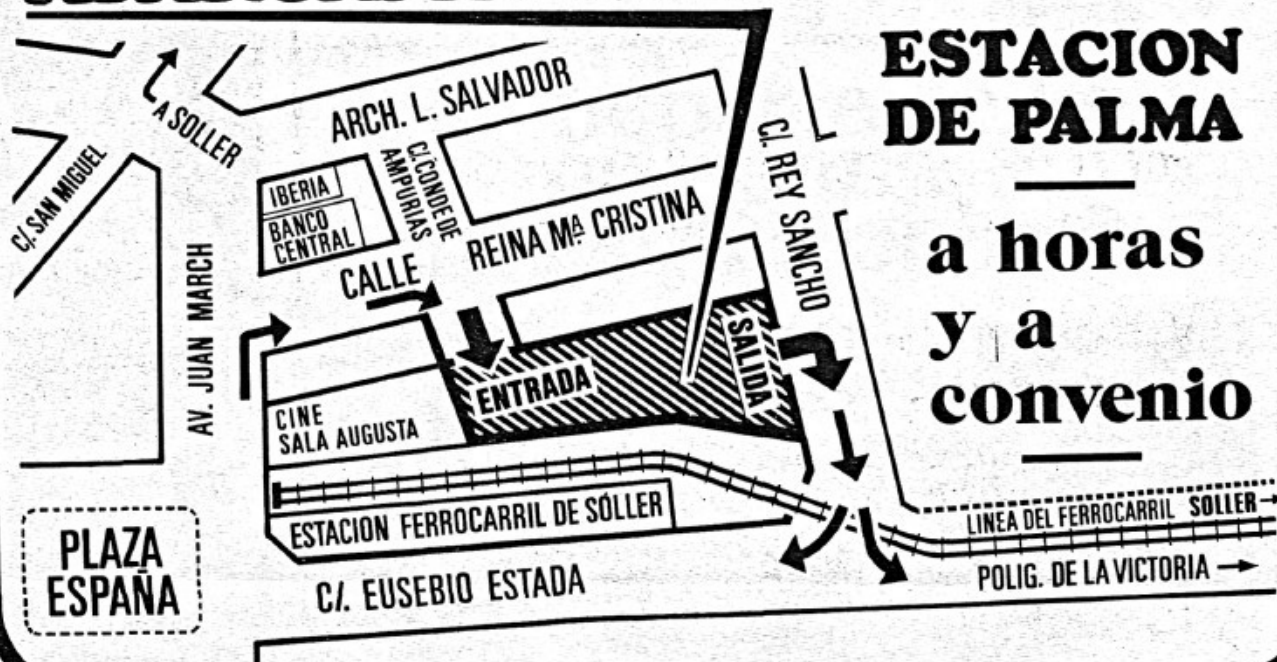 ESTACION
DE PALMA
a horas
y a
convenio
A SOLLER
ARCH. L. SALVADOR
C/. SAN MIGUEL
IBERIA
BANCO
CENTRAL
C/. CONDE DE
AMPURIAS
REINA Mª CRISTINA
C/. REY SANCHO
CALLE
AV. JUAN MARCH
ENTRADA
SALIDA
CINE
SALA AUGUSTA
ESTACION FERROCARRIL DE SÓLLER
LINEA DEL FERROCARRIL SOLLER
PLAZA
ESPAÑA
C/. EUSEBIO ESTADA
POLIG. DE LA VICTORIA